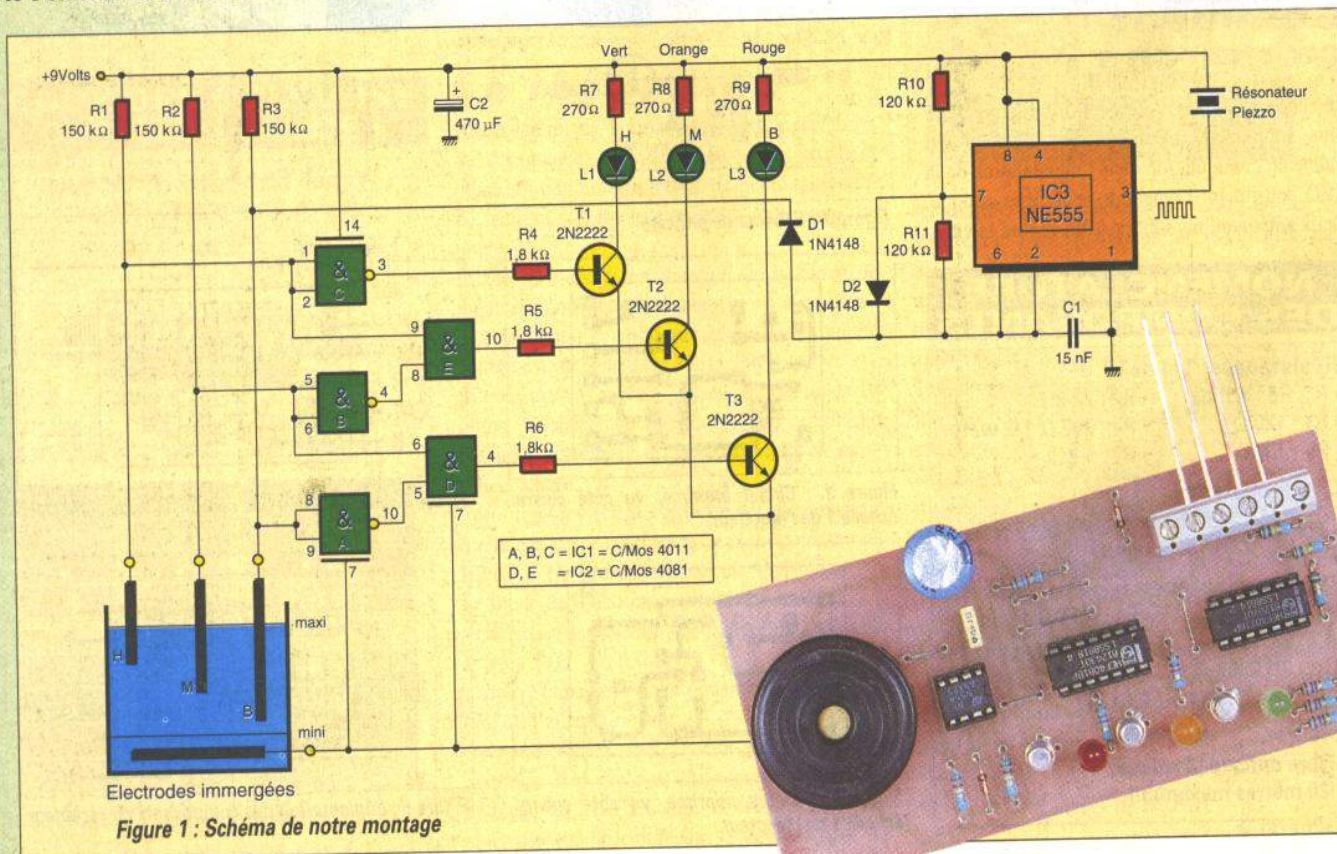 Vert Orange Rouge
+9Volts
R1
150 kΩ
R2
150 kΩ
R3
150 kΩ
+
C2
470 µF
R7
270 Ω
R8
270 Ω
R9
270 Ω
H
M
B
L1
L2
L3
R10
120 kΩ
Résonateur
Piezzo
8
4
7
IC3
NE555
3
6
2
1
R11
120 kΩ
D1
1N4148
D2
1N4148
C1
15 nF
14
1
2
&
C
3
R4
1,8 kΩ
T1
2N2222
9
8
&
E
10
R5
1,8 kΩ
T2
2N2222
5
6
&
B
4
6
5
&
D
4
7
R6
1,8kΩ
T3
2N2222
8
9
&
A
10
7
A, B, C = IC1 = C/Mos 4011
D, E = IC2 = C/Mos 4081
maxi
H
M
B
mini
Electrodes immergées
Figure 1 : Schéma de notre montage